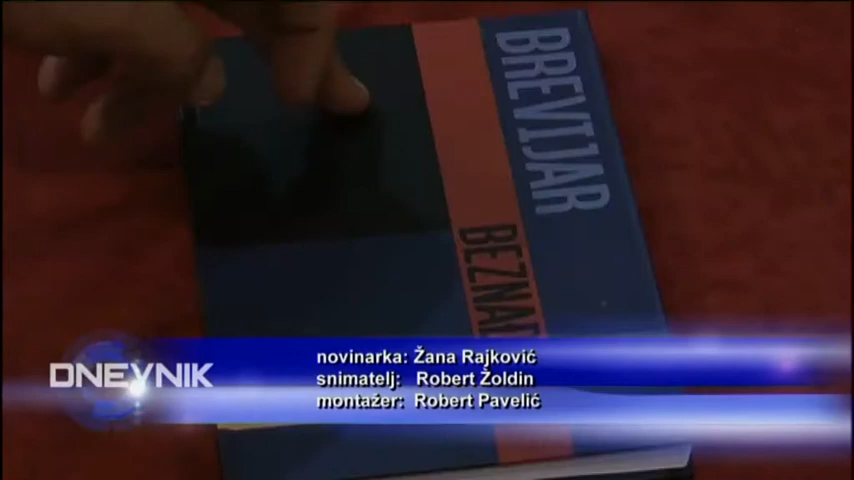 BREVIJAR
DNEVNIK
novinarka: Žana Rajković
snimatelj: Robert Žoldin
montažer: Robert Pavelić